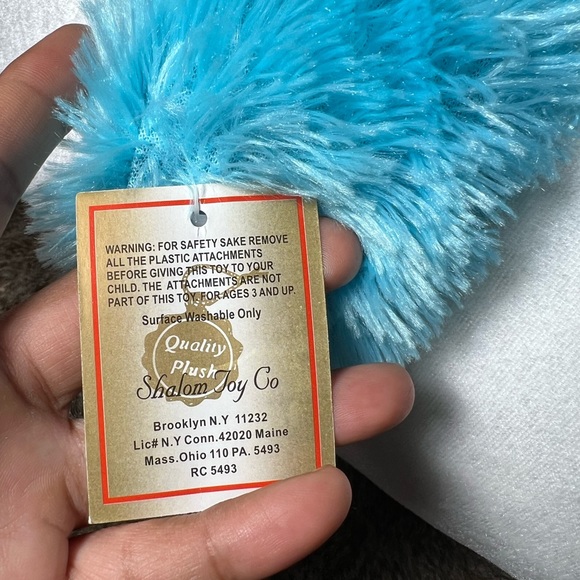 WARNING: FOR SAFETY SAKE REMOVE
ALL THE PLASTIC ATTACHMENTS
BEFORE GIVING THIS TOY TO YOUR
CHILD. THE ATTACHMENTS ARE NOT
PART OF THIS TOY. FOR AGES 3 AND UP.
Surface Washable Only
Quality
Plush
Shalom Toy Co
Brooklyn N.Y 11232
Lic# N.Y Conn.42020 Maine
Mass.Ohio 110 PA. 5493
RC 5493